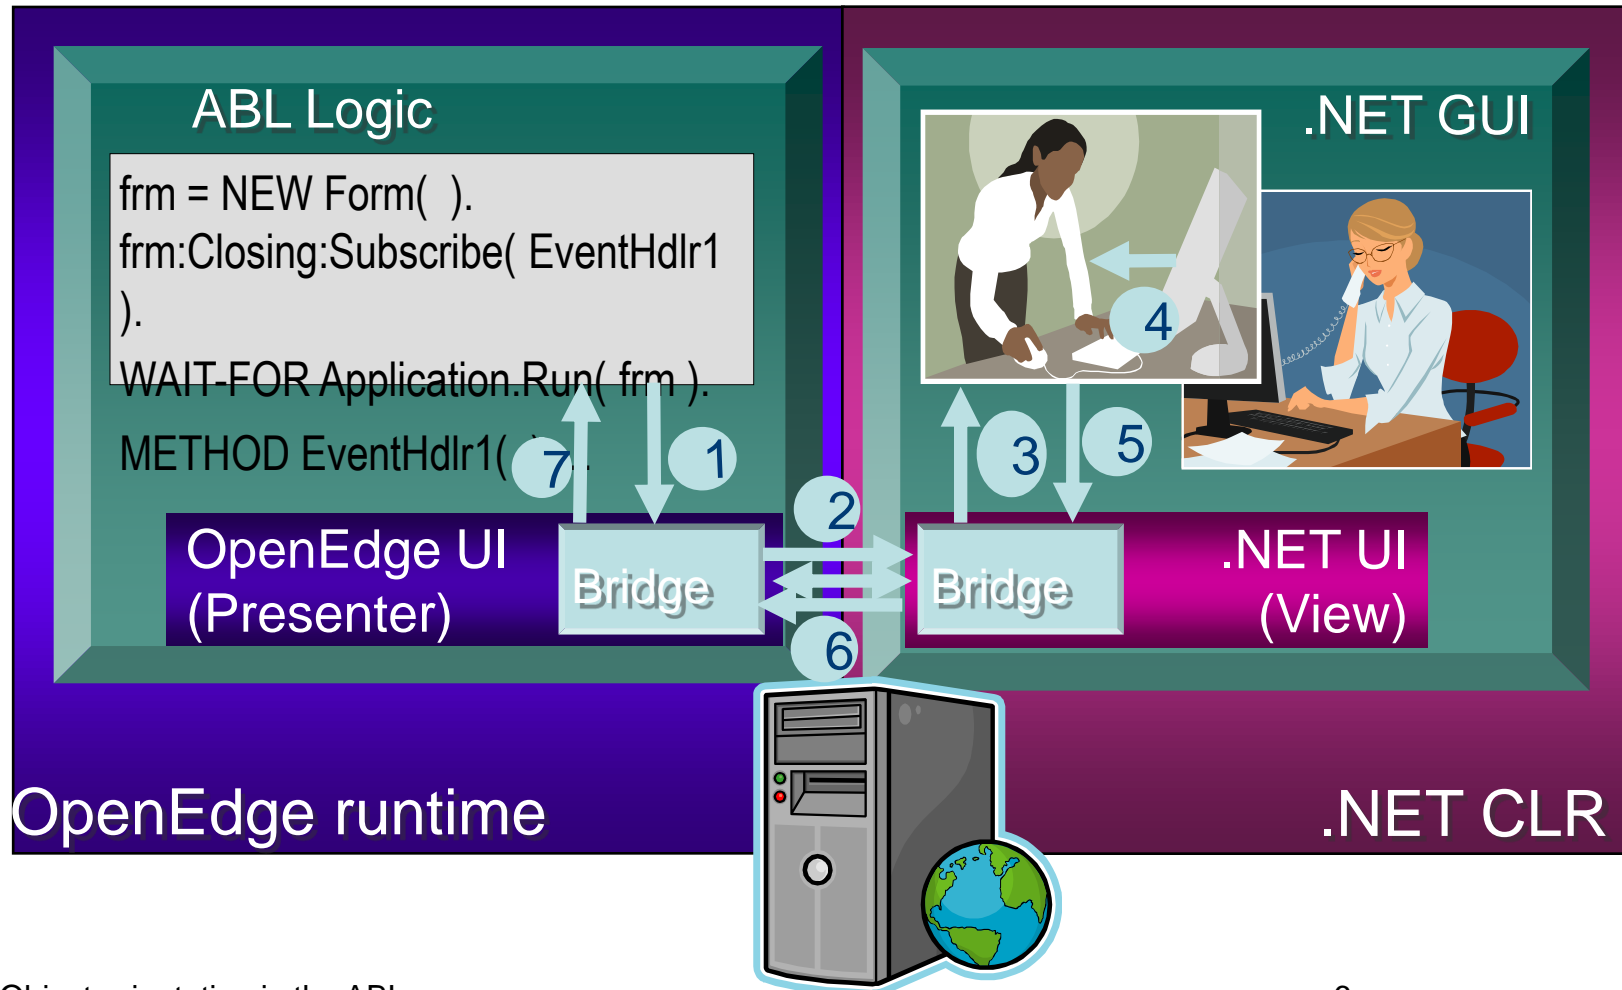 ABL Logic
frm = NEW Form(  ).
frm:Closing:Subscribe( EventHdlr1
).
WAIT-FOR Application.Run( frm ).
METHOD EventHdlr1(
7
1
2
3
4
5
6
.NET GUI
OpenEdge UI
(Presenter)
Bridge
Bridge
.NET UI
(View)
OpenEdge runtime
.NET CLR